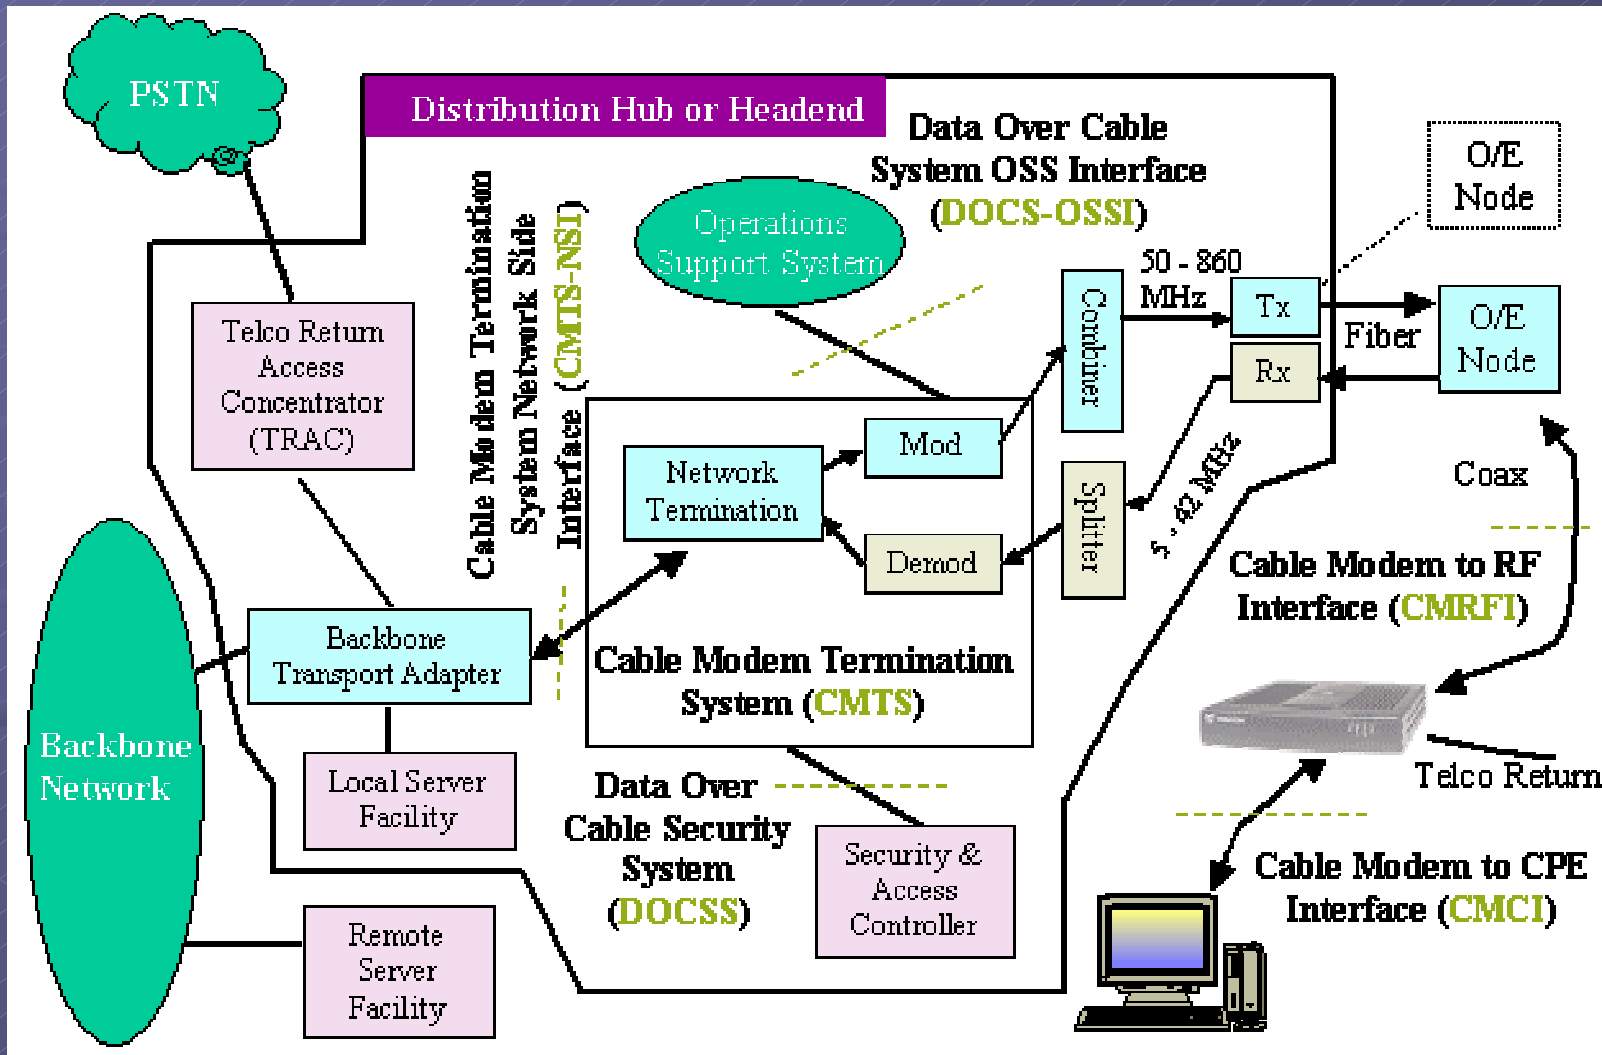 PSTN
Distribution Hub or Headend
Data Over Cable
System OSS Interface
(DOCS-OSSI)
O/E
Node
Cable Modem Termination
System Network Side
Interface (CMTS-NSI)
Operations
Support System
50 - 860
MHz
Combiner
Tx
Fiber
O/E
Node
Rx
Telco Return
Access
Concentrator
(TRAC)
Mod
Network
Termination
Demod
Splitter
5 - 42 MHz
Coax
Cable Modem to RF
Interface (CMRFI)
Backbone
Transport Adapter
Cable Modem Termination
System (CMTS)
Backbone
Network
Local Server
Facility
Data Over
Cable Security
System
(DOCSS)
Security &
Access
Controller
Telco Return
Cable Modem to CPE
Interface (CMCI)
Remote
Server
Facility